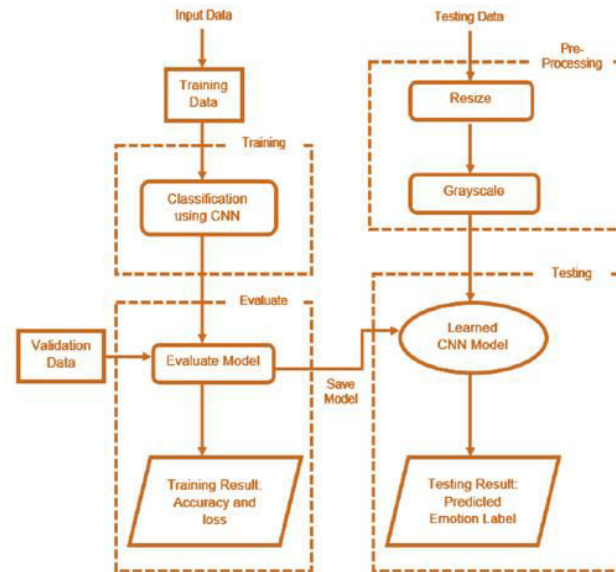 Input Data
Training
Data
Training
Classification
using CNN
Evaluate
Validation
Data
Evaluate Model
Save
Model
Training Result:
Accuracy and
loss
Testing Data
Pre-
Processing
Resize
Grayscale
Testing
Learned
CNN Model
Testing Result:
Predicted
Emotion Label